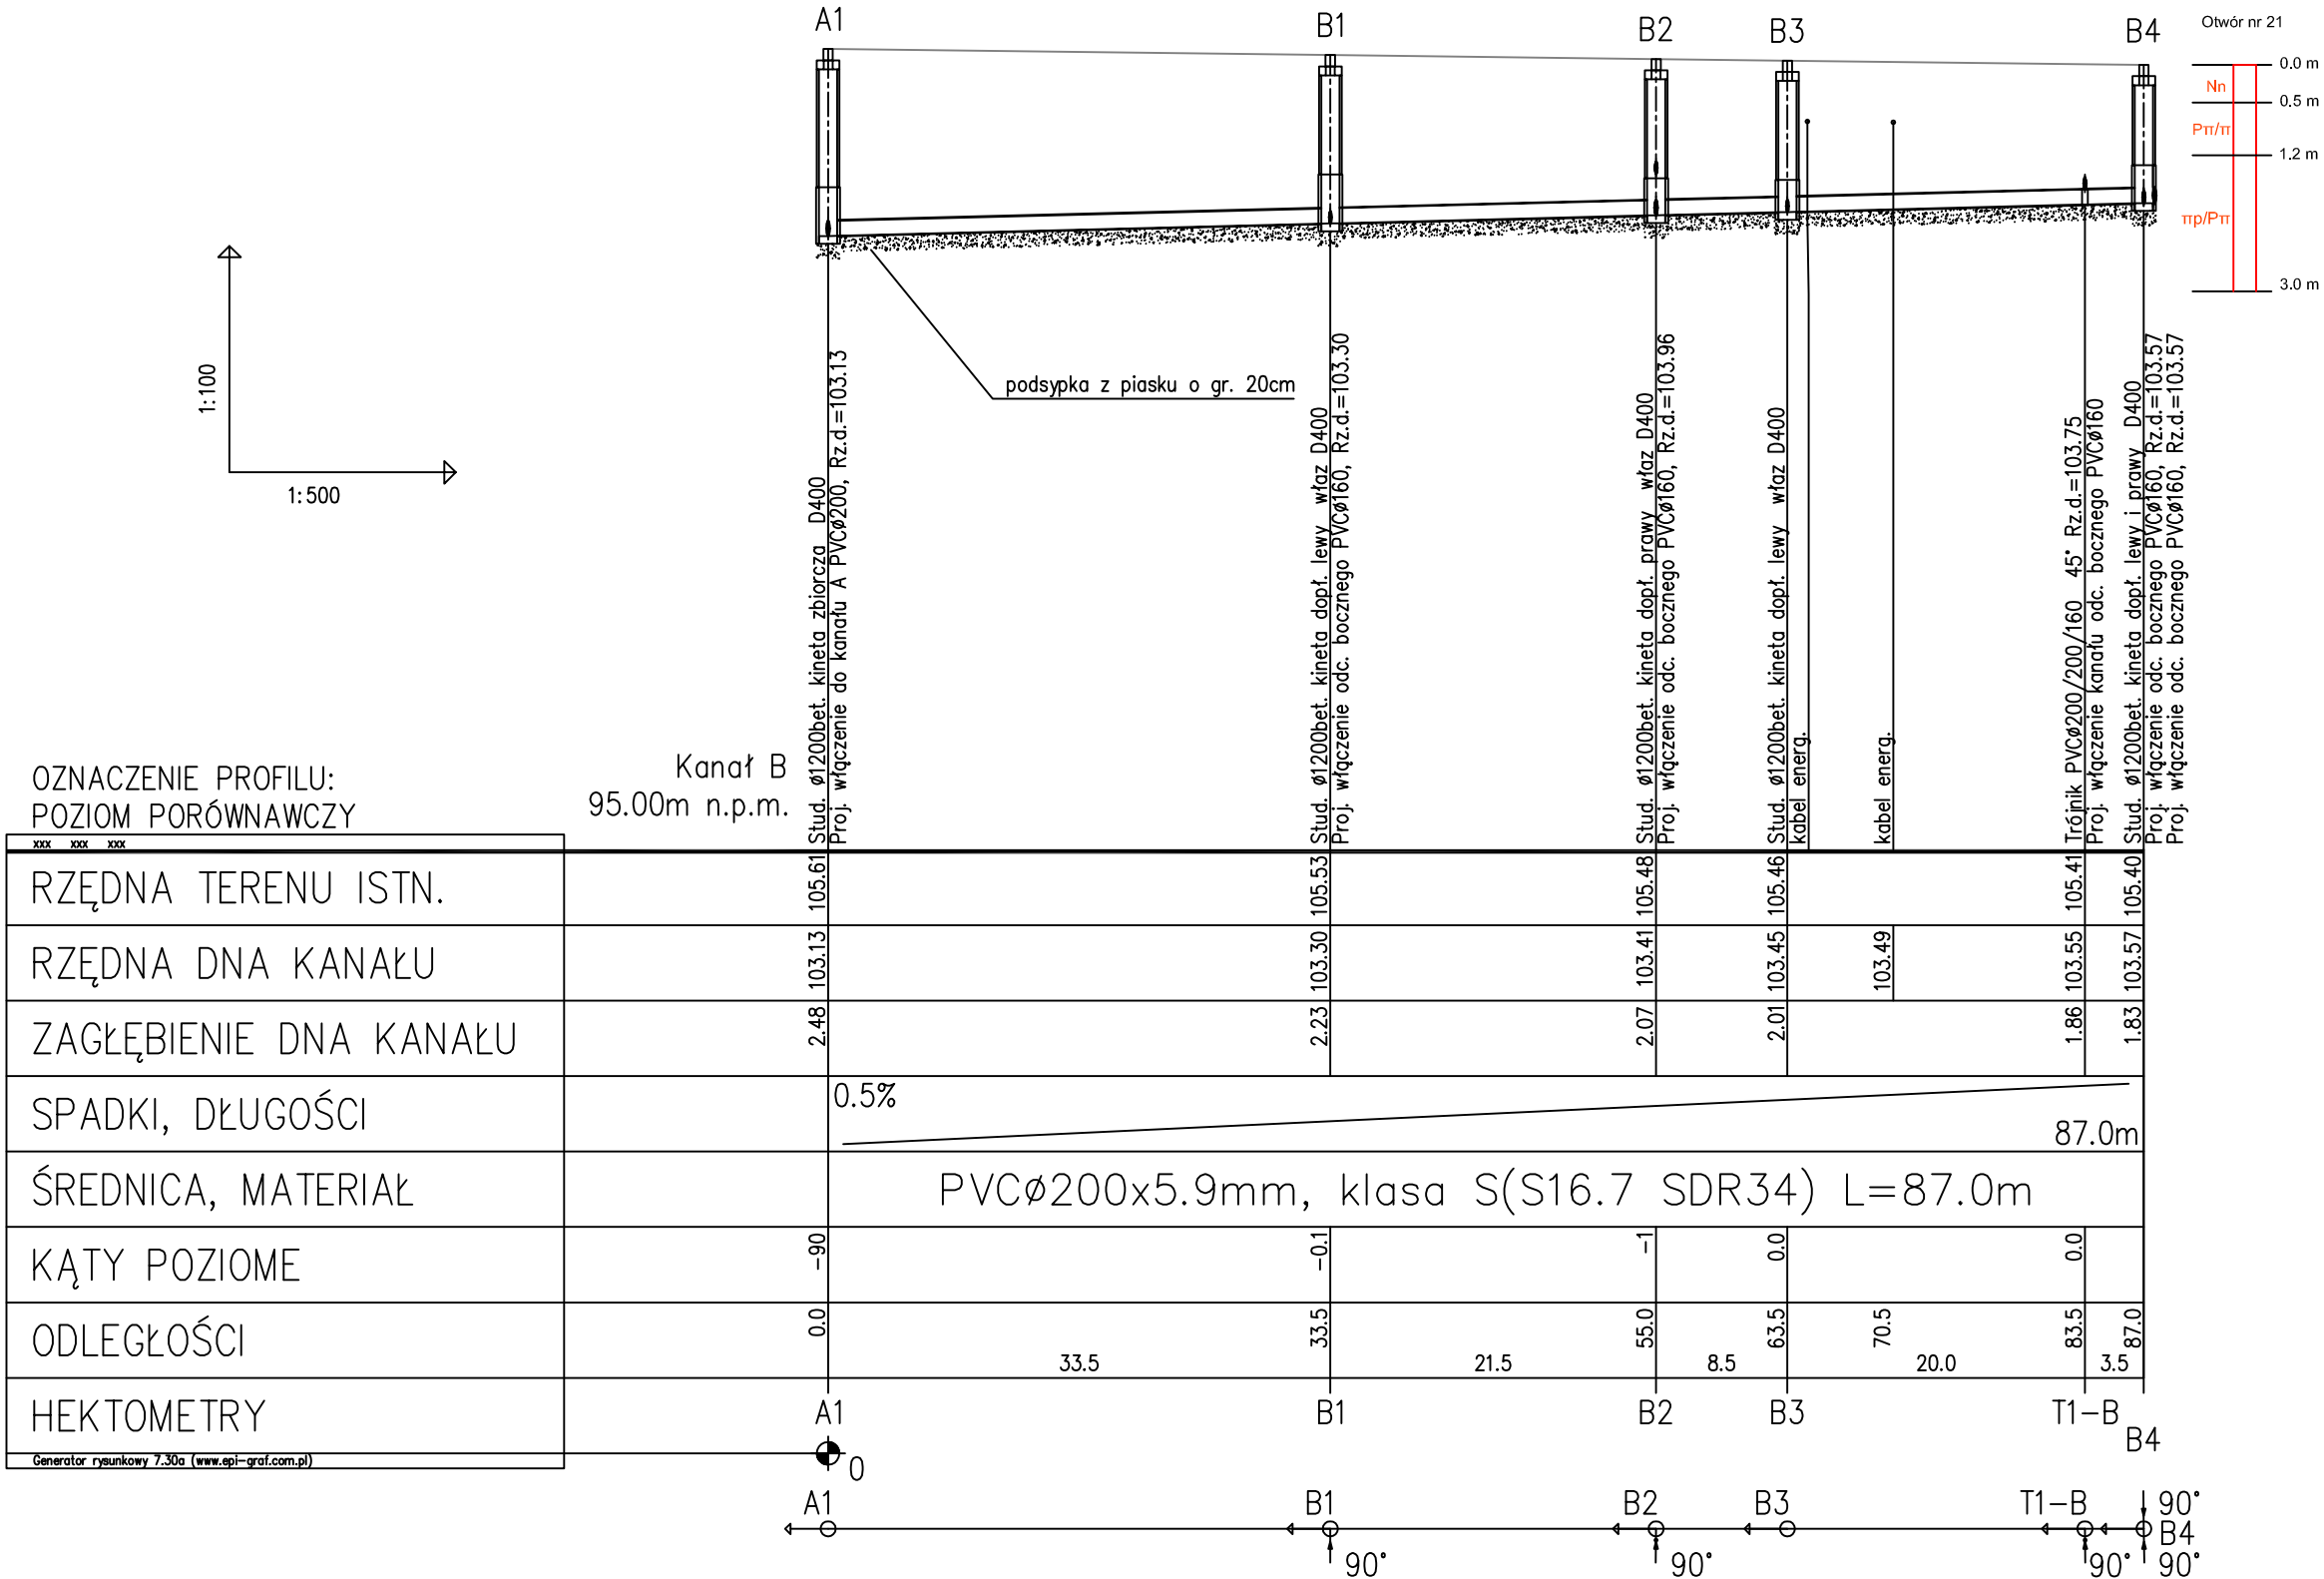 A1
B1
B2
B3
B4
Otwór nr 21
0.0 m
Nn
0.5 m
Pπ/π
1.2 m
πp/Pπ
3.0 m
1:100
1:500
podsypka z piasku o gr. 20cm
Stud. ø1200bet. kineta zbiorcza D400
Proj. włączenie do kanału A PVCø200, Rz.d.=103.13
Stud. ø1200bet. kineta dopł. lewy właz D400
Proj. włączenie odc. bocznego PVCø160, Rz.d.=103.30
Stud. ø1200bet. kineta dopł. prawy właz D400
Proj. włączenie odc. bocznego PVCø160, Rz.d.=103.96
Stud. ø1200bet. kineta dopł. lewy właz D400
kabel energ.
kabel energ.
Trójnik PVCø200/200/160 45° Rz.d.=103.75
Proj. włączenie kanału odc. bocznego PVCø160
Stud. ø1200bet. kineta dopł. lewy i prawy D400
Proj. włączenie odc. bocznego PVCø160, Rz.d.=103.57
Proj. włączenie odc. bocznego PVCø160, Rz.d.=103.57
OZNACZENIE PROFILU:
Kanał B
POZIOM PORÓWNAWCZY
95.00m n.p.m.
xxx xxx xxx
RZĘDNA TERENU ISTN.
105.61 105.53 105.48 105.46 105.41 105.40
RZĘDNA DNA KANAŁU
103.13 103.30 103.41 103.45 103.49 103.55 103.57
ZAGŁĘBIENIE DNA KANAŁU
2.48 2.23 2.07 2.01 1.86 1.83
SPADKI, DŁUGOŚCI
0.5%
87.0m
ŚREDNICA, MATERIAŁ
PVCø200x5.9mm, klasa S(S16.7 SDR34) L=87.0m
KĄTY POZIOME
-90 -0.1 -1 0.0 0.0
ODLEGŁOŚCI
0.0 33.5 55.0 63.5 70.5 83.5 87.0
33.5 21.5 8.5 20.0 3.5
HEKTOMETRY
A1 B1 B2 B3 T1-B
B4
Generator rysunkowy 7.30a (www.epi-graf.com.pl)
0
A1 B1 B2 B3 T1-B 90°
B4
90° 90° 90° 90°